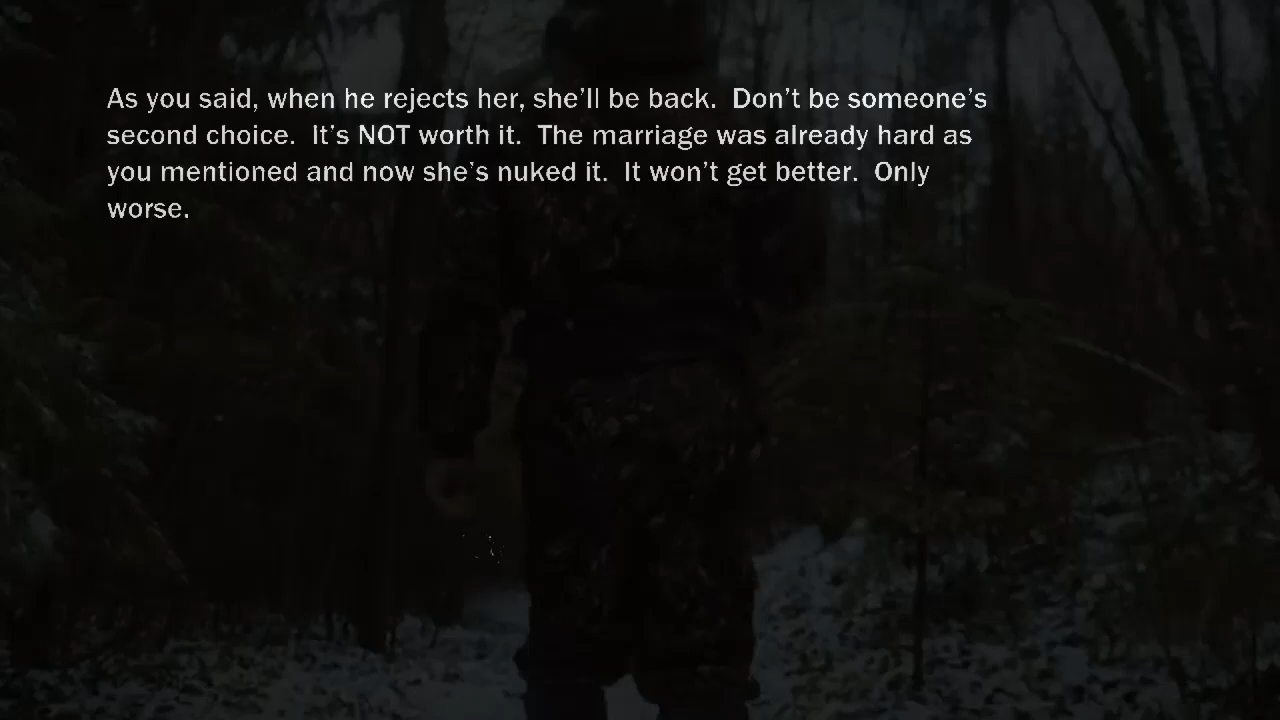 As you said, when he rejects her, she’ll be back.  Don’t be someone’s
second choice.  It’s NOT worth it.  The marriage was already hard as
you mentioned and now she’s nuked it.  It won’t get better.  Only
worse.